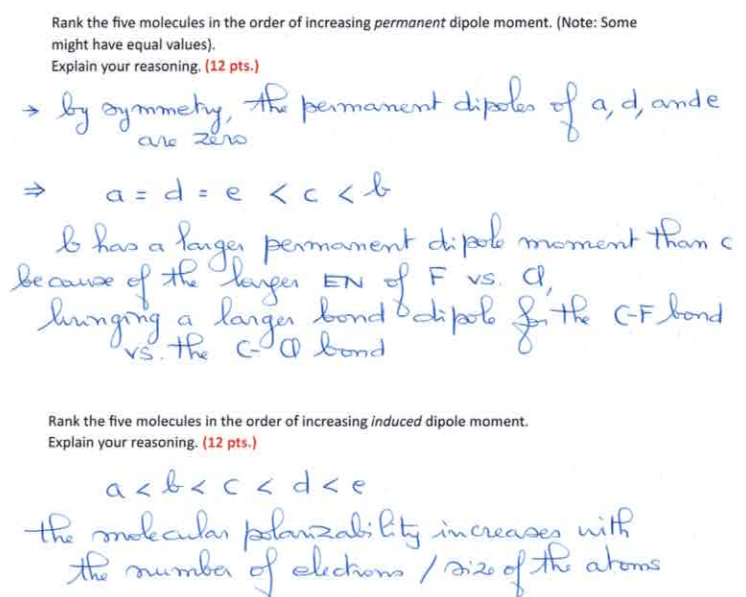 Rank the five molecules in the order of increasing permanent dipole moment. (Note: Some
might have equal values).
Explain your reasoning. (12 pts.)
→ by symmetry, the permanent dipoles of a, d, and e
are zero
⇒ a = d = e < c < b
b has a larger permanent dipole moment than c
because of the larger EN of F vs. Cl,
bringing a larger bond dipole for the C-F bond
vs. the C-Cl bond
Rank the five molecules in the order of increasing induced dipole moment.
Explain your reasoning. (12 pts.)
a < b < c < d < e
the molecular polarizability increases with
the number of electrons / size of the atoms